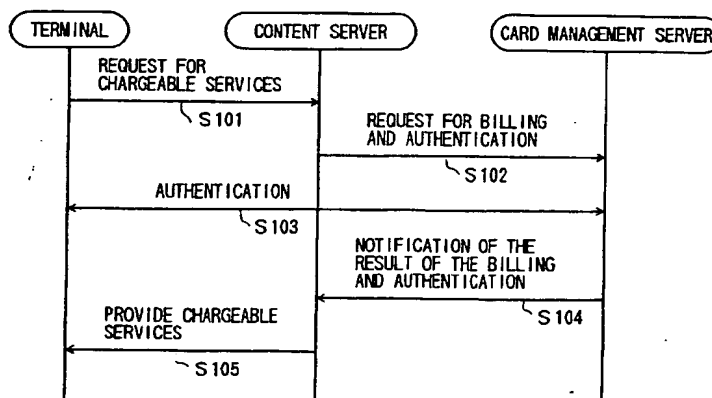 TERMINAL
CONTENT SERVER
CARD MANAGEMENT SERVER
REQUEST FOR
CHARGEABLE SERVICES
S101
REQUEST FOR BILLING
AND AUTHENTICATION
S102
AUTHENTICATION
S103
NOTIFICATION OF THE
RESULT OF THE BILLING
AND AUTHENTICATION
S104
PROVIDE CHARGEABLE
SERVICES
S105